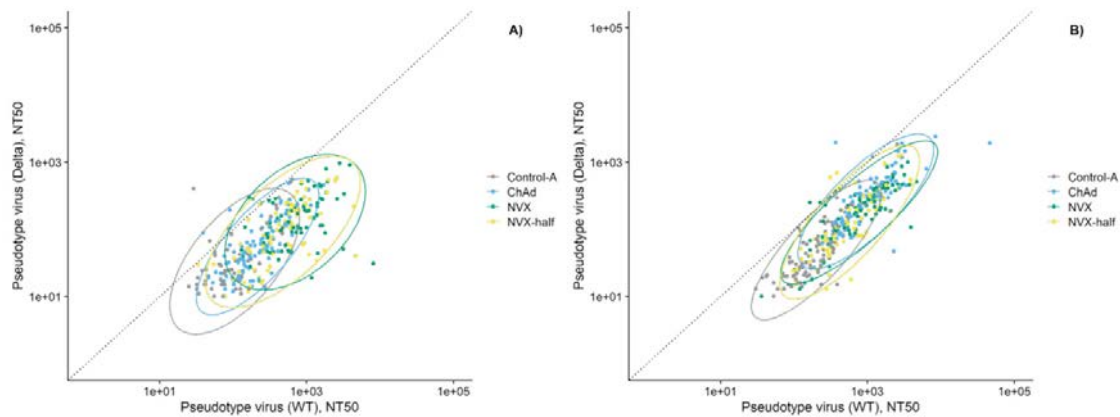 A)
1e+05
1e+03
1e+01
Pseudotype virus (Delta), NT50
1e+01
1e+03
1e+05
Pseudotype virus (WT), NT50
Control-A
ChAd
NVX
NVX-half
B)
1e+05
1e+03
1e+01
Pseudotype virus (Delta), NT50
1e+01
1e+03
1e+05
Pseudotype virus (WT), NT50
Control-A
ChAd
NVX
NVX-half